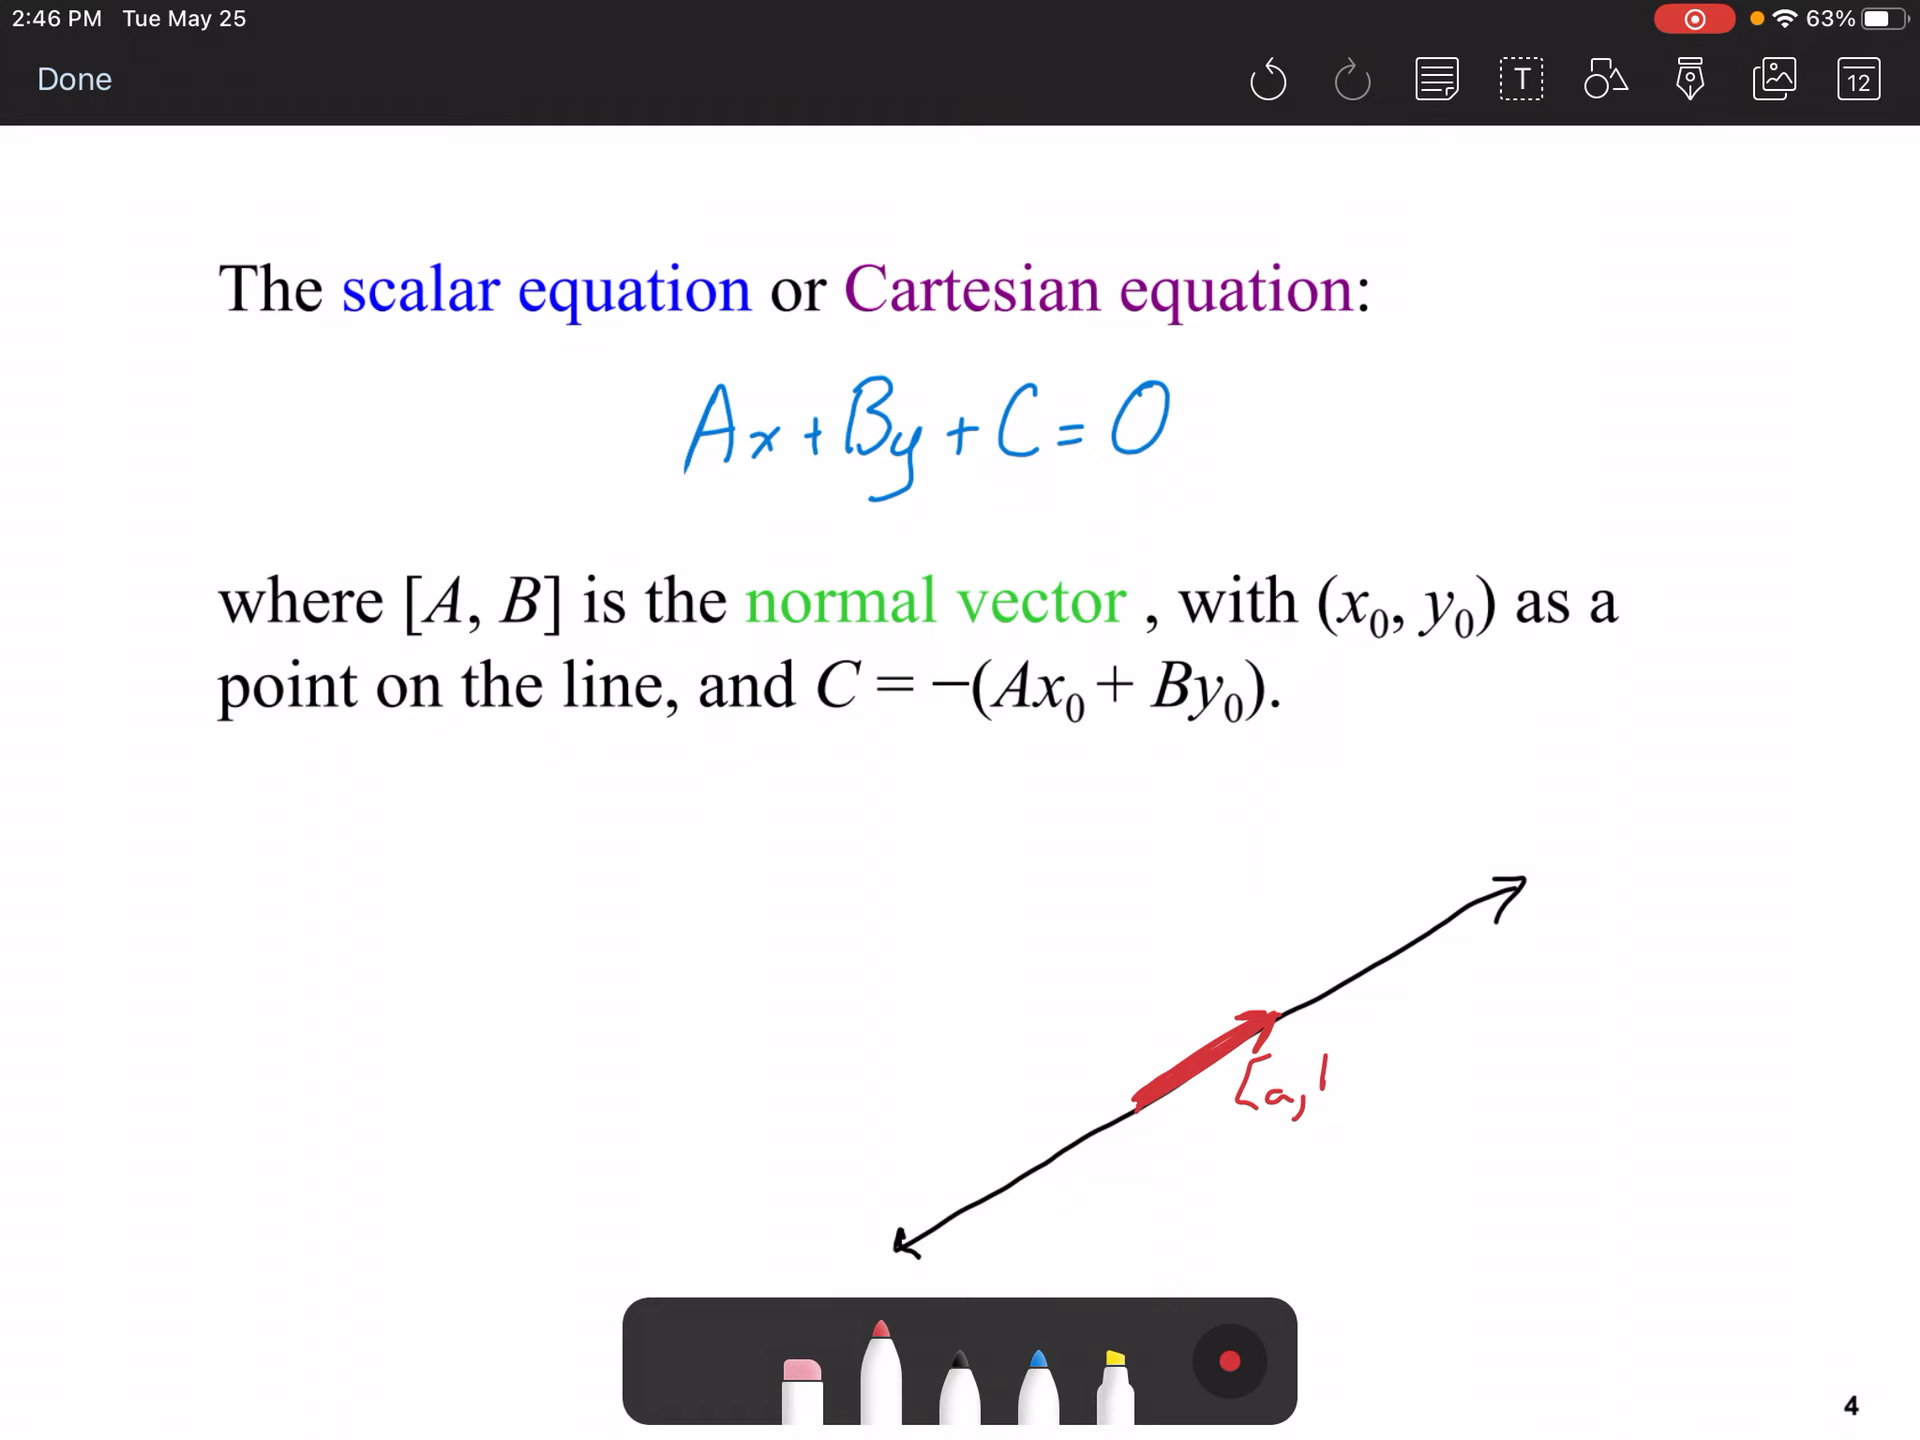 2:46 PM Tue May 25 63%
Done T 12
The scalar equation or Cartesian equation:
Ax + By + C = 0
where [A, B] is the normal vector , with (x₀, y₀) as a
point on the line, and C = −(Ax₀ + By₀).
[a, l
4